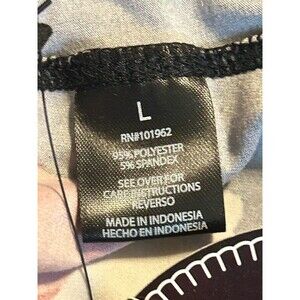 L
RN#101962
95% POLYESTER
5% SPANDEX
SEE OVER FOR
CARE INSTRUCTIONS
REVERSO
MADE IN INDONESIA
HECHO EN INDONESIA